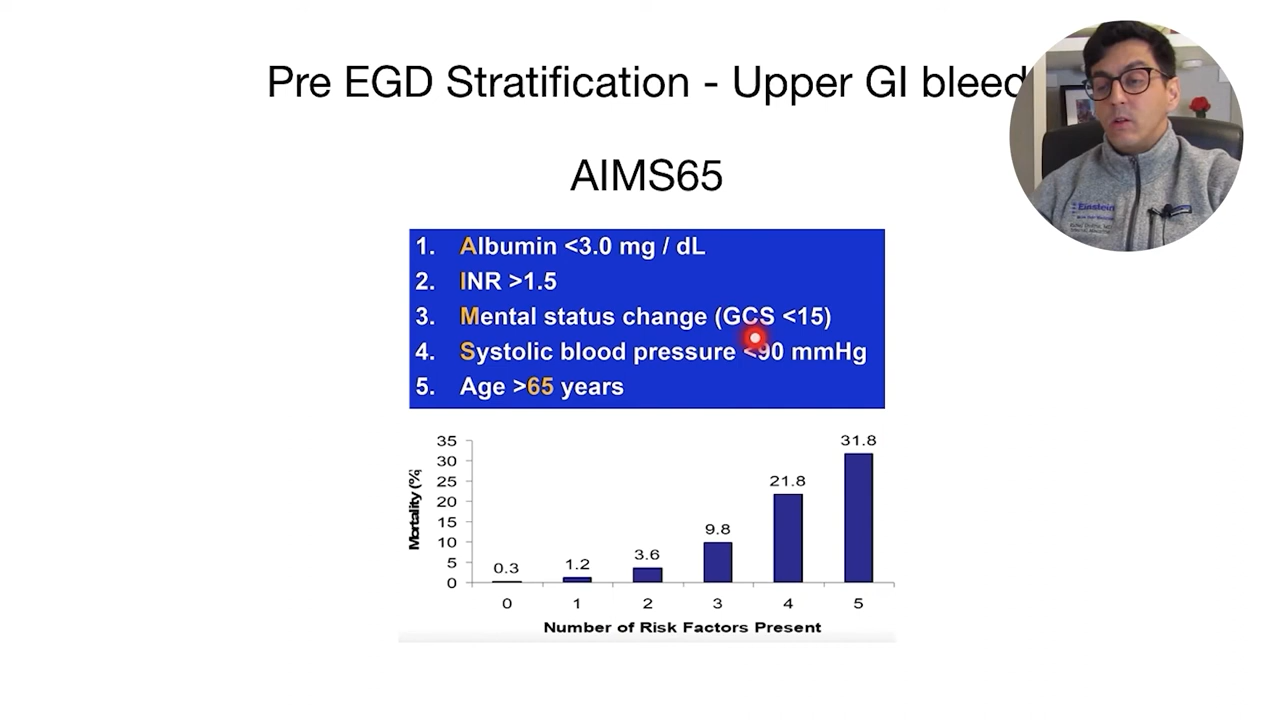 Pre EGD Stratification - Upper GI bleed
AIMS65
1. Albumin <3.0 mg / dL
2. INR >1.5
3. Mental status change (GCS <15)
4. Systolic blood pressure <90 mmHg
5. Age >65 years
Mortality (%)
35
30
25
20
15
10
5
0
0.3
1.2
3.6
9.8
21.8
31.8
0 1 2 3 4 5
Number of Risk Factors Present
Einstein